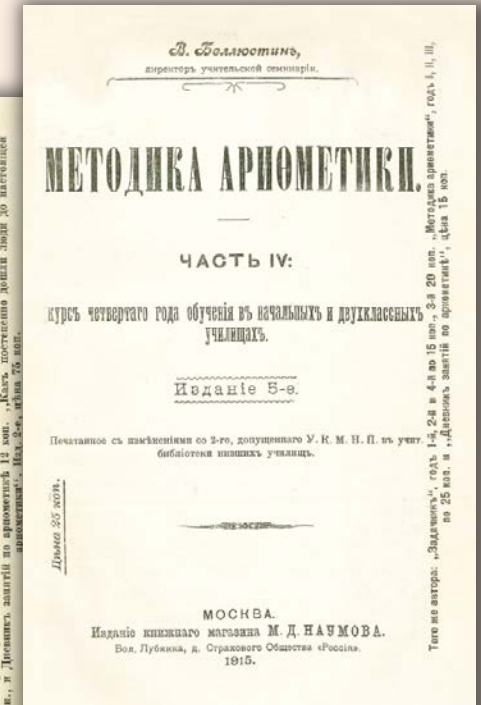 В. Беллюстинъ,
директоръ учительской семинаріи.
МЕТОДИКА АРИѲМЕТИКИ.
ЧАСТЬ IV:
курсъ четвертаго года обученія въ начальныхъ и двухклассныхъ
училищахъ.
Изданіе 5-е.
Печатанное съ измѣненіями со 2-го, допущеннаго У. К. М. Н. П. въ учит.
библіотеки низшихъ училищъ.
Цѣна 25 коп.
МОСКВА.
Изданіе книжнаго магазина М. Д. НАУМОВА.
Бол. Лубянка, д. Страхового Общества «Россія».
1915.
Того же автора: „Задачникъ", годъ 1-й, 2-й и 4-й по 15 коп., 3-й 20 коп. „Методика ариѳметики", годъ I, II, III,
по 25 коп. и „Дневникъ занятій по ариѳметикѣ", цѣна 15 коп.
и Дневникъ занятій по ариѳметикѣ 12 коп. „Какъ постепенно дошли люди до настоящей
ариѳметики". Изд. 2-е, цѣна 75 коп.